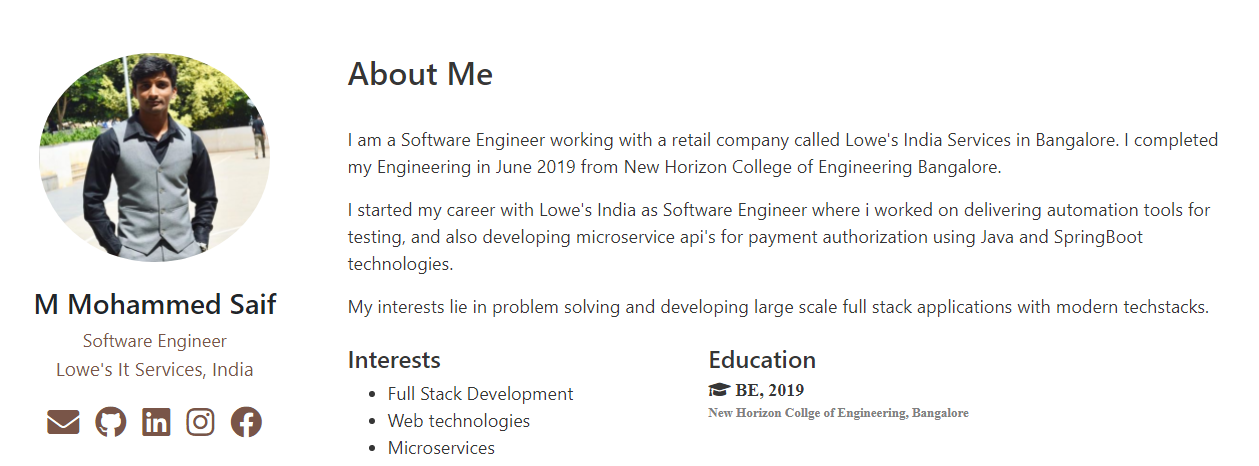 About Me
I am a Software Engineer working with a retail company called Lowe's India Services in Bangalore. I completed
my Engineering in June 2019 from New Horizon College of Engineering Bangalore.
I started my career with Lowe's India as Software Engineer where i worked on delivering automation tools for
testing, and also developing microservice api's for payment authorization using Java and SpringBoot
technologies.
My interests lie in problem solving and developing large scale full stack applications with modern techstacks.
M Mohammed Saif
Software Engineer
Lowe's It Services, India
Interests
Full Stack Development
Web technologies
Microservices
Education
BE, 2019
New Horizon Collge of Engineering, Bangalore